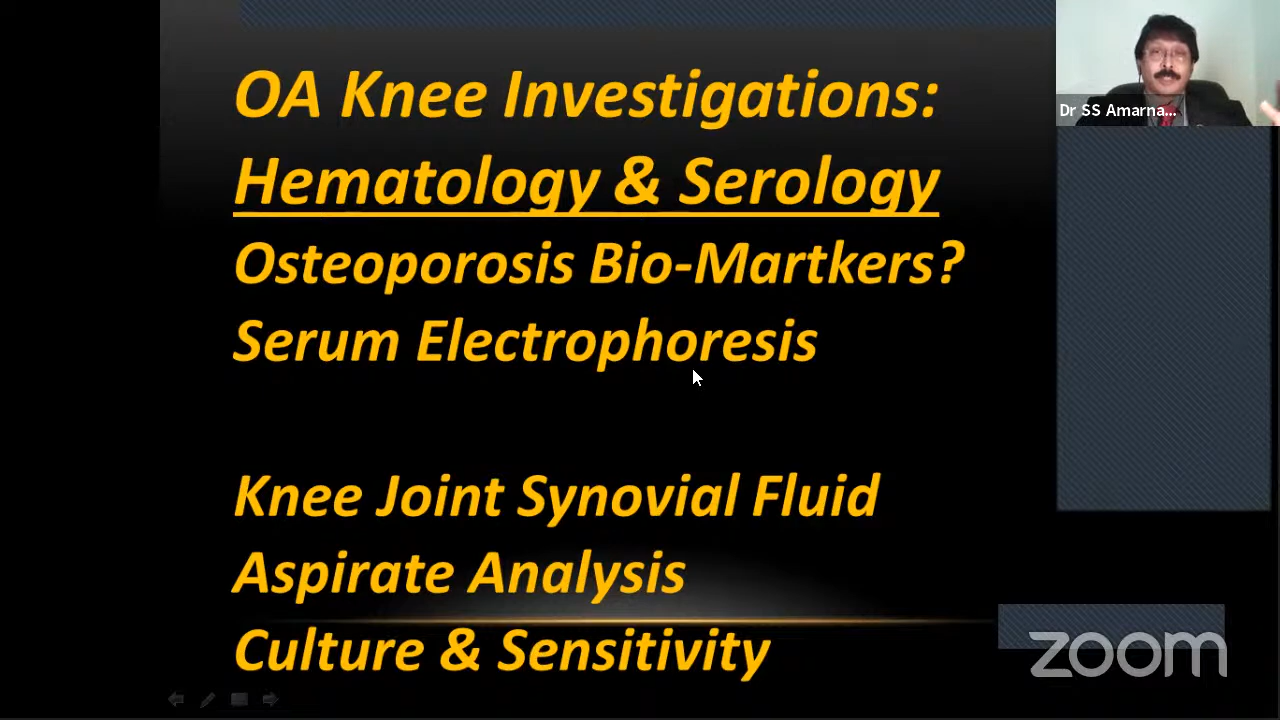 OA Knee Investigations:
Hematology & Serology
Osteoporosis Bio-Martkers?
Serum Electrophoresis
Knee Joint Synovial Fluid
Aspirate Analysis
Culture & Sensitivity
Dr SS Amarna...
zoom